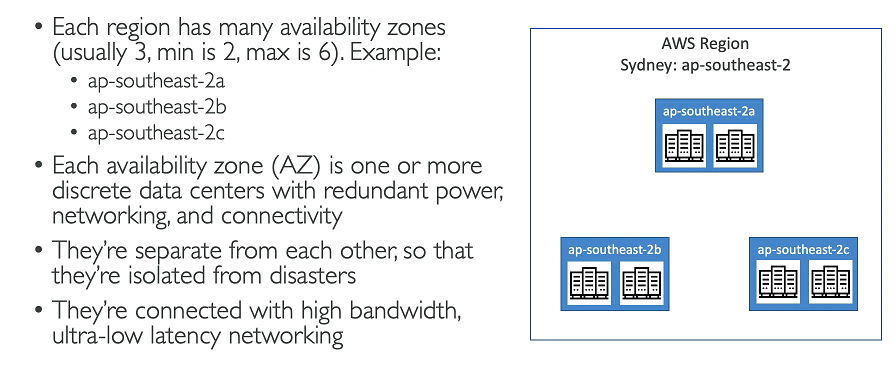 • Each region has many availability zones
(usually 3, min is 2, max is 6). Example:
• ap-southeast-2a
• ap-southeast-2b
• ap-southeast-2c
• Each availability zone (AZ) is one or more
discrete data centers with redundant power,
networking, and connectivity
• They’re separate from each other, so that
they’re isolated from disasters
• They’re connected with high bandwidth,
ultra-low latency networking
AWS Region
Sydney: ap-southeast-2
ap-southeast-2a
ap-southeast-2b
ap-southeast-2c